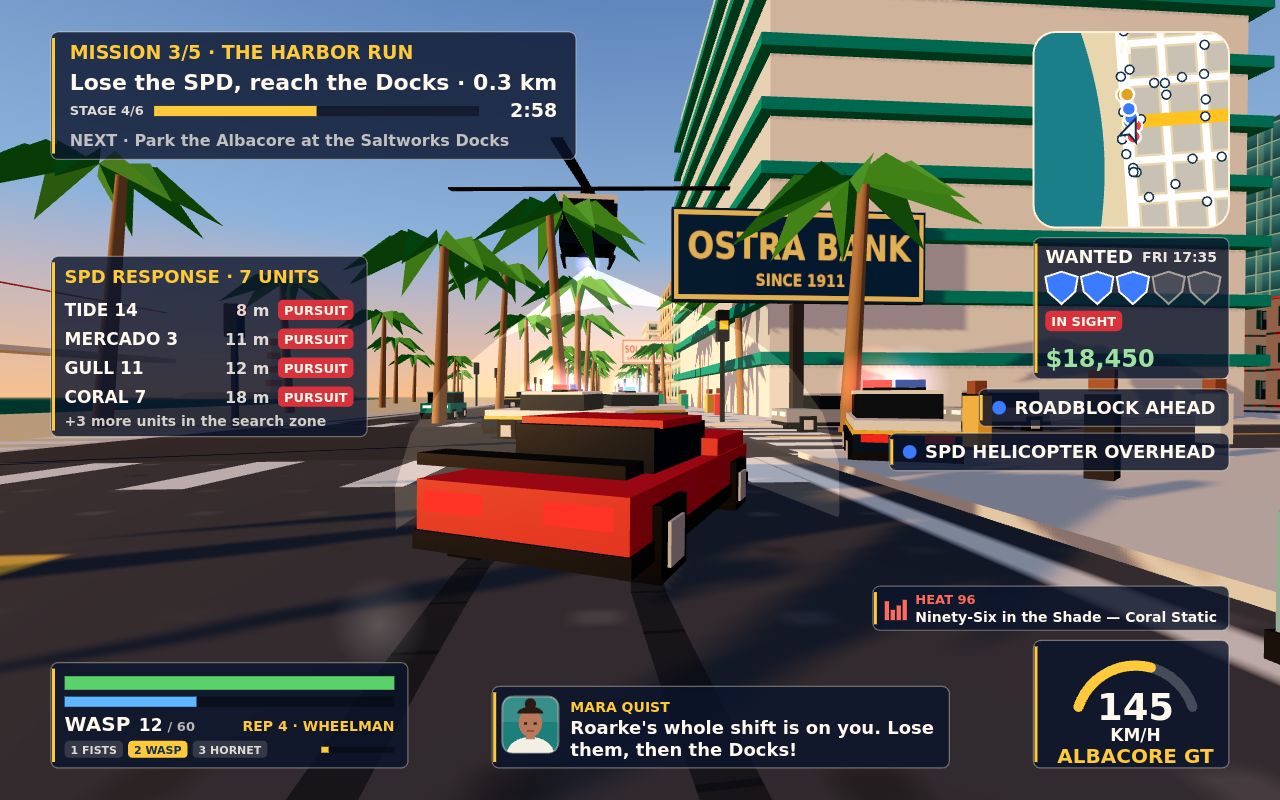 MISSION 3/5 · THE HARBOR RUN
Lose the SPD, reach the Docks · 0.3 km
STAGE 4/6 2:58
NEXT · Park the Albacore at the Saltworks Docks
OSTRA BANK
SINCE 1911
WANTED FRI 17:35
IN SIGHT
$18,450
SPD RESPONSE · 7 UNITS
TIDE 14 8 m PURSUIT
MERCADO 3 11 m PURSUIT
GULL 11 12 m PURSUIT
CORAL 7 18 m PURSUIT
+3 more units in the search zone
ROADBLOCK AHEAD
SPD HELICOPTER OVERHEAD
HEAT 96
Ninety-Six in the Shade — Coral Static
WASP 12 / 60 REP 4 · WHEELMAN
1 FISTS 2 WASP 3 HORNET
MARA QUIST
Roarke's whole shift is on you. Lose
them, then the Docks!
145
KM/H
ALBACORE GT